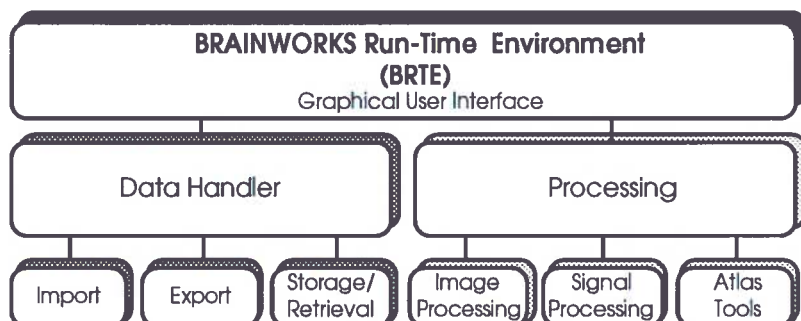 BRAINWORKS Run-Time Environment
(BRTE)
Graphical User Interface
Data Handler
Processing
Import
Export
Storage/
Retrieval
Image
Processing
Signal
Processing
Atlas
Tools